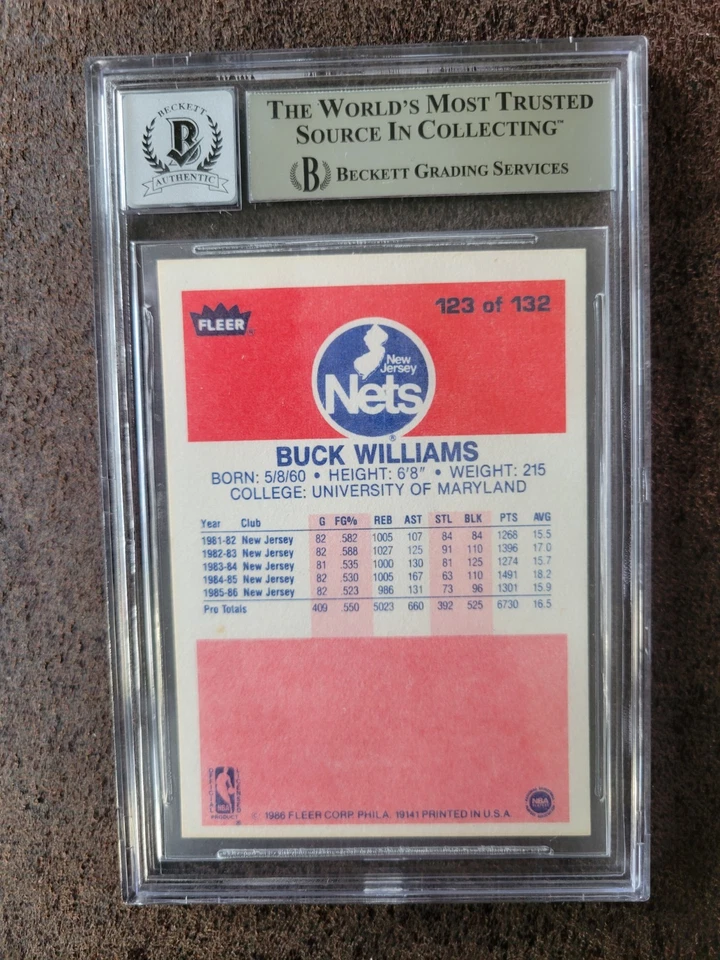 BECKETT
B
AUTHENTIC
THE WORLD'S MOST TRUSTED
SOURCE IN COLLECTING™
B BECKETT GRADING SERVICES
FLEER®
123 of 132
New
Jersey
Nets
®
BUCK WILLIAMS
BORN: 5/8/60 • HEIGHT: 6'8" • WEIGHT: 215
COLLEGE: UNIVERSITY OF MARYLAND
Year Club G FG% REB AST STL BLK PTS AVG
1981-82 New Jersey 82 .582 1005 107 84 84 1268 15.5
1982-83 New Jersey 82 .588 1027 125 91 110 1396 17.0
1983-84 New Jersey 81 .535 1000 130 81 125 1274 15.7
1984-85 New Jersey 82 .530 1005 167 63 110 1491 18.2
1985-86 New Jersey 82 .523 986 131 73 96 1301 15.9
Pro Totals 409 .550 5023 660 392 525 6730 16.5
OFFICIAL LICENSED
NBA
PRODUCT
®
© 1986 FLEER CORP. PHILA. 19141 PRINTED IN U.S.A.
NBA